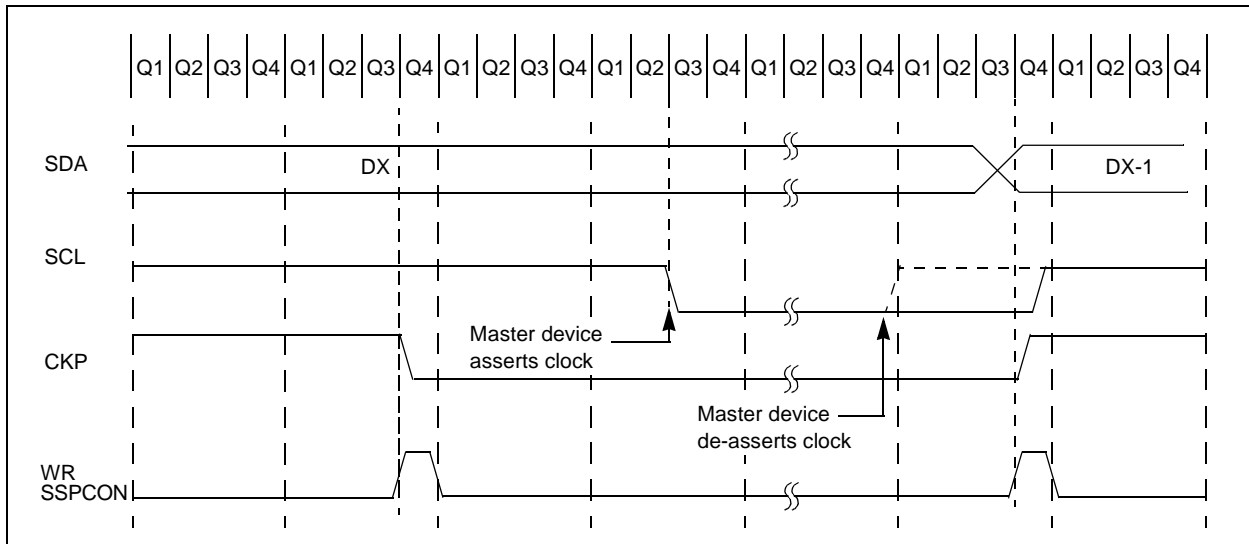 Q1 Q2 Q3 Q4 Q1 Q2 Q3 Q4 Q1 Q2 Q3 Q4 Q1 Q2 Q3 Q4 Q1 Q2 Q3 Q4 Q1 Q2 Q3 Q4 Q1 Q2 Q3 Q4
SDA
DX
DX-1
SCL
Master device
asserts clock
CKP
Master device
de-asserts clock
WR
SSPCON